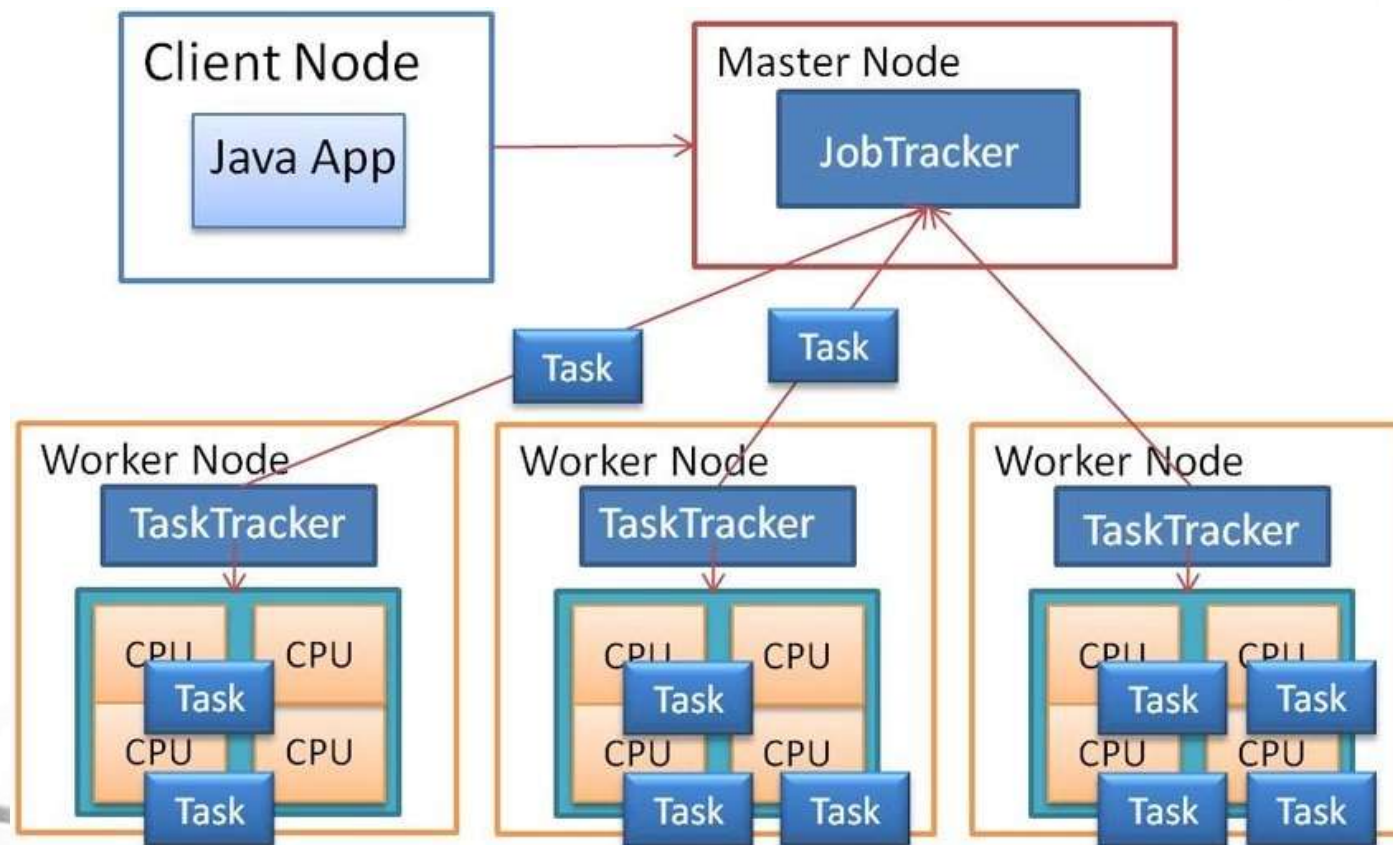 Client Node
Java App
Master Node
JobTracker
Task
Task
Worker Node
TaskTracker
CPU
CPU
Task
CPU
CPU
Task
Worker Node
TaskTracker
CPU
CPU
Task
CPU
CPU
Task
Task
Worker Node
TaskTracker
CPU
CPU
Task
Task
CPU
CPU
Task
Task